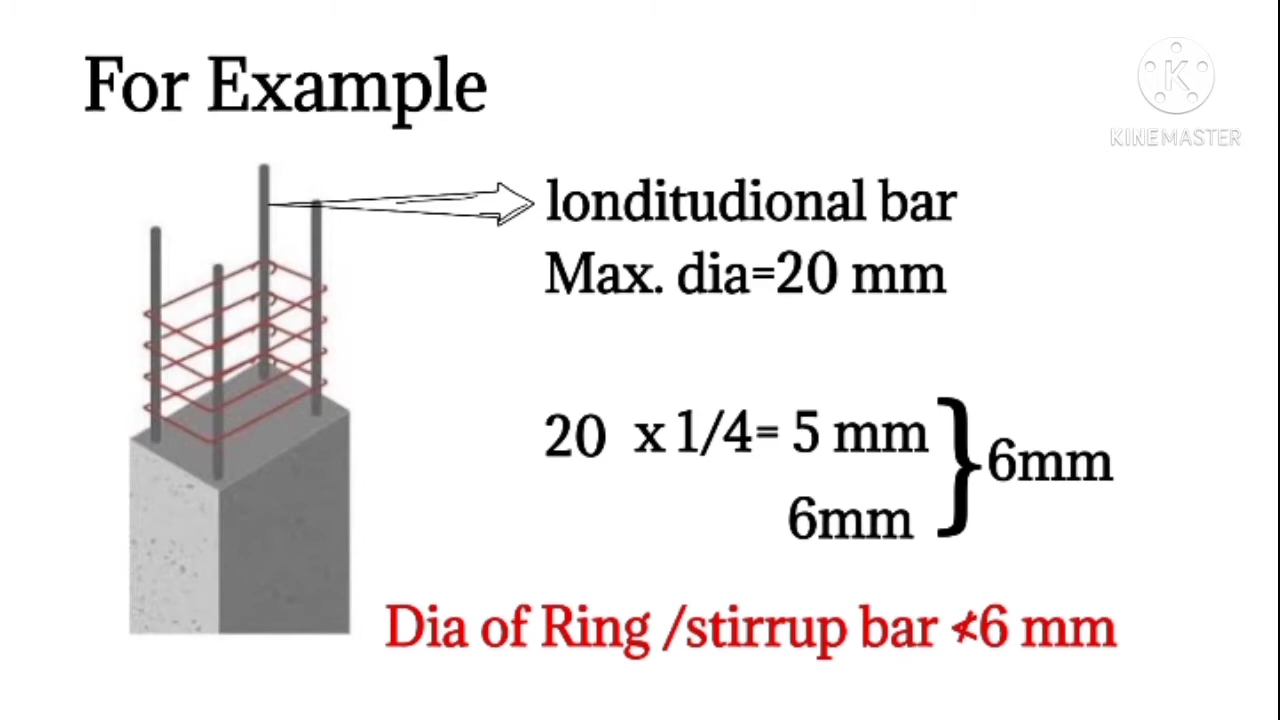 For Example
K
KINEMASTER
londitudional bar
Max. dia=20 mm
20 x 1/4= 5 mm
6mm
6mm
Dia of Ring /stirrup bar ≮6 mm